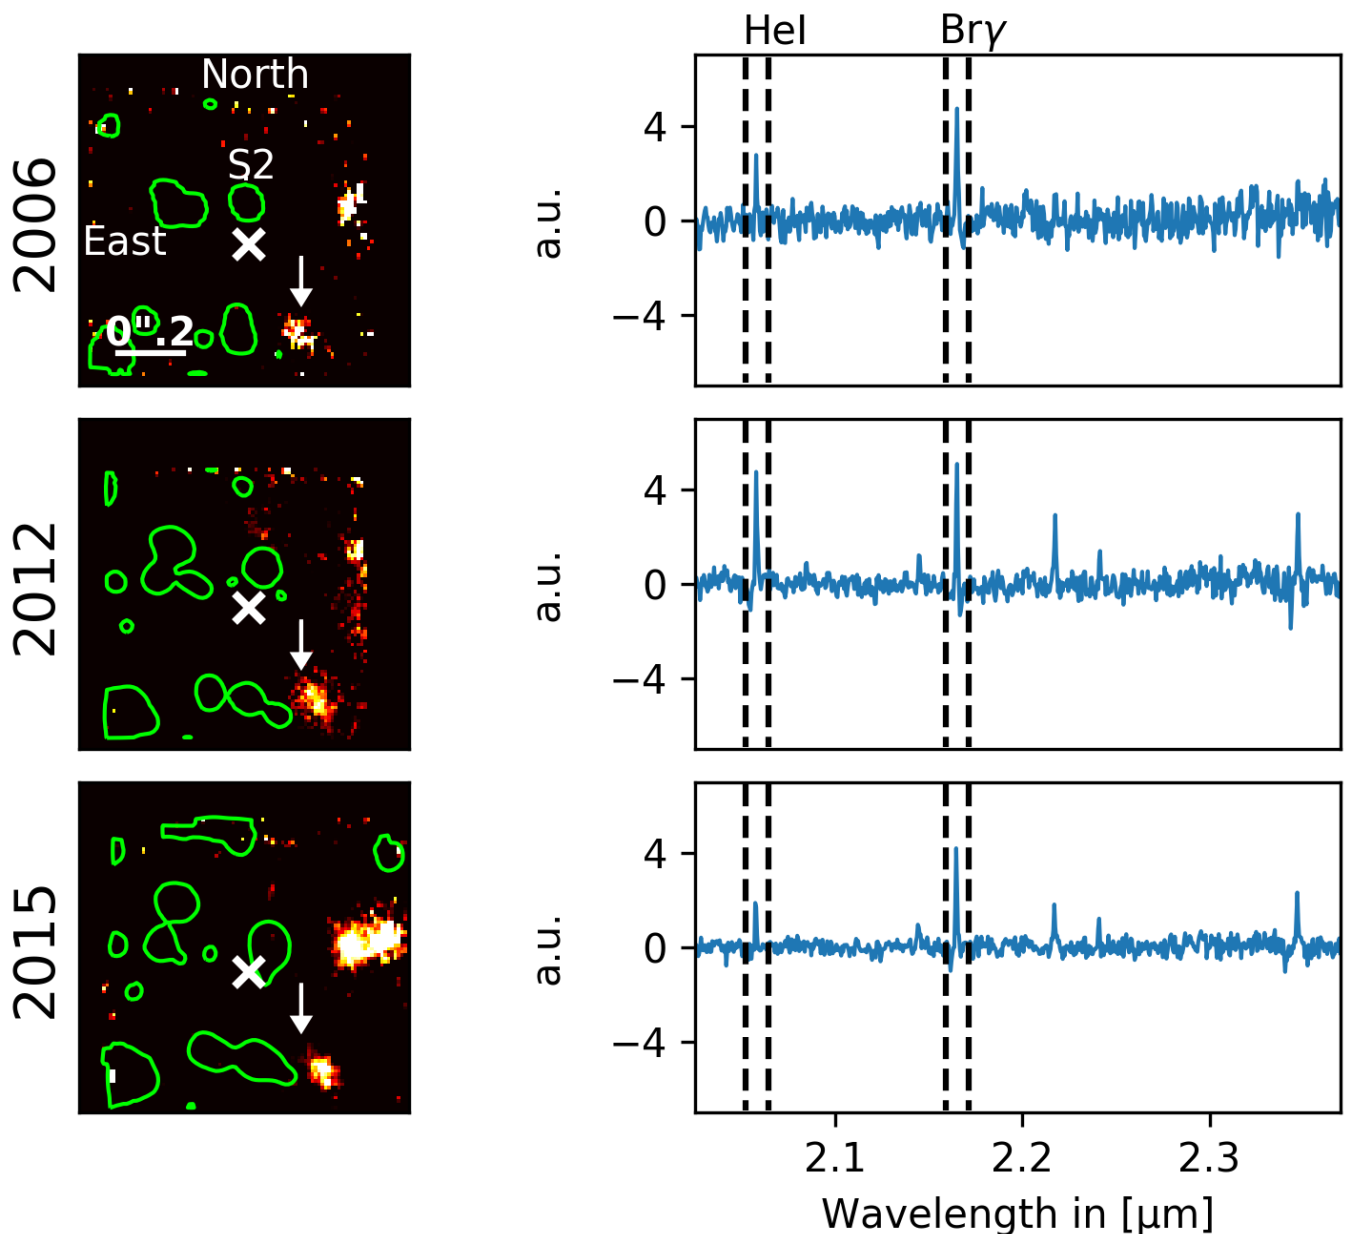 HeI Brγ
2006
North
S2
East
0".2
a.u.
4
0
−4
2012
a.u.
4
0
−4
2015
a.u.
4
0
−4
2.1 2.2 2.3
Wavelength in [µm]